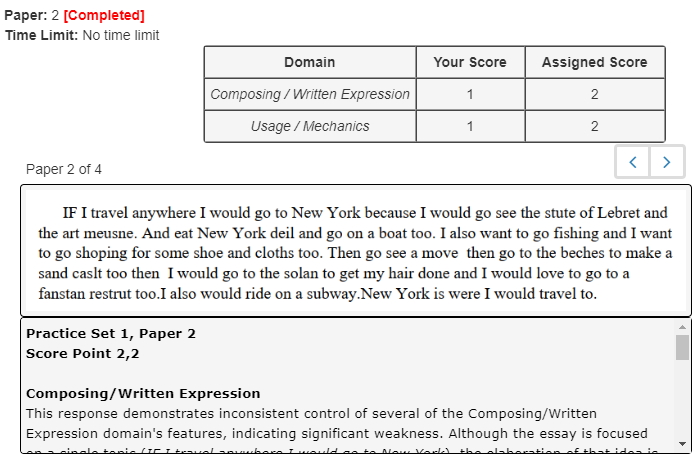 Paper: 2 [Completed]
Time Limit: No time limit
Domain Your Score Assigned Score
Composing / Written Expression 1 2
Usage / Mechanics 1 2
Paper 2 of 4
IF I travel anywhere I would go to New York because I would go see the stute of Lebret and
the art meusne. And eat New York deil and go on a boat too. I also want to go fishing and I want
to go shoping for some shoe and cloths too. Then go see a move then go to the beches to make a
sand caslt too then I would go to the solan to get my hair done and I would love to go to a
fanstan restrut too.I also would ride on a subway.New York is were I would travel to.
Practice Set 1, Paper 2
Score Point 2,2
Composing/Written Expression
This response demonstrates inconsistent control of several of the Composing/Written
Expression domain's features, indicating significant weakness. Although the essay is focused
on a single topic (IF I travel anywhere I would go to New York), the elaboration of that idea is